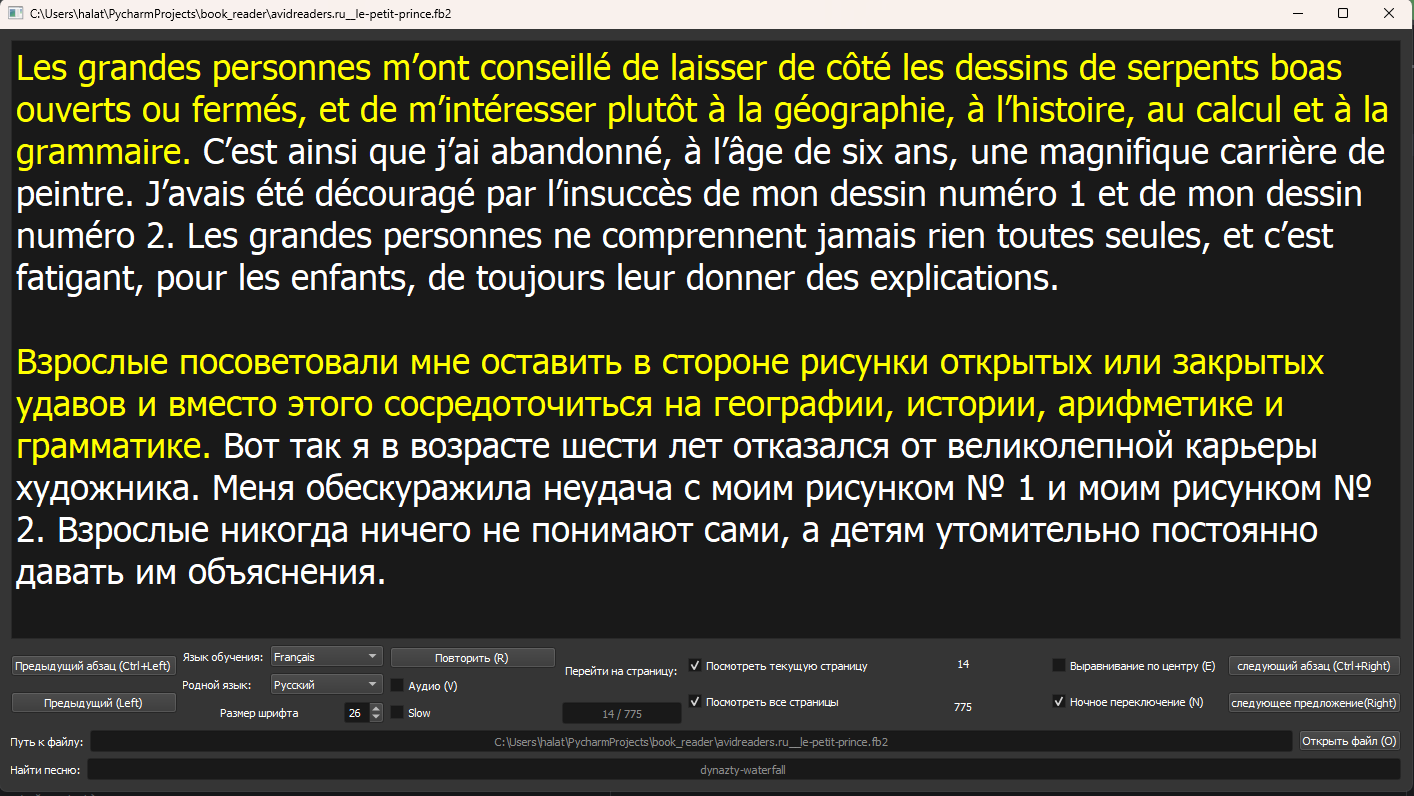 C:\Users\halat\PycharmProjects\book_reader\avidreaders.ru__le-petit-prince.fb2
Les grandes personnes m’ont conseillé de laisser de côté les dessins de serpents boas
ouverts ou fermés, et de m’intéresser plutôt à la géographie, à l’histoire, au calcul et à la
grammaire. C’est ainsi que j’ai abandonné, à l’âge de six ans, une magnifique carrière de
peintre. J’avais été découragé par l’insuccès de mon dessin numéro 1 et de mon dessin
numéro 2. Les grandes personnes ne comprennent jamais rien toutes seules, et c’est
fatigant, pour les enfants, de toujours leur donner des explications.
Взрослые посоветовали мне оставить в стороне рисунки открытых или закрытых
удавов и вместо этого сосредоточиться на географии, истории, арифметике и
грамматике. Вот так я в возрасте шести лет отказался от великолепной карьеры
художника. Меня обескуражила неудача с моим рисунком № 1 и моим рисунком №
2. Взрослые никогда ничего не понимают сами, а детям утомительно постоянно
давать им объяснения.
Предыдущий абзац (Ctrl+Left)
Предыдущий (Left)
Язык обучения: Français
Родной язык: Русский
Размер шрифта 26
Повторить (R)
Аудио (V)
Slow
Перейти на страницу:
14 / 775
Посмотреть текущую страницу 14
Посмотреть все страницы 775
Выравнивание по центру (E)
Ночное переключение (N)
следующий абзац (Ctrl+Right)
следующее предложение(Right)
Путь к файлу: C:\Users\halat\PycharmProjects\book_reader\avidreaders.ru__le-petit-prince.fb2 Открыть файл (O)
Найти песню: dynazty-waterfall